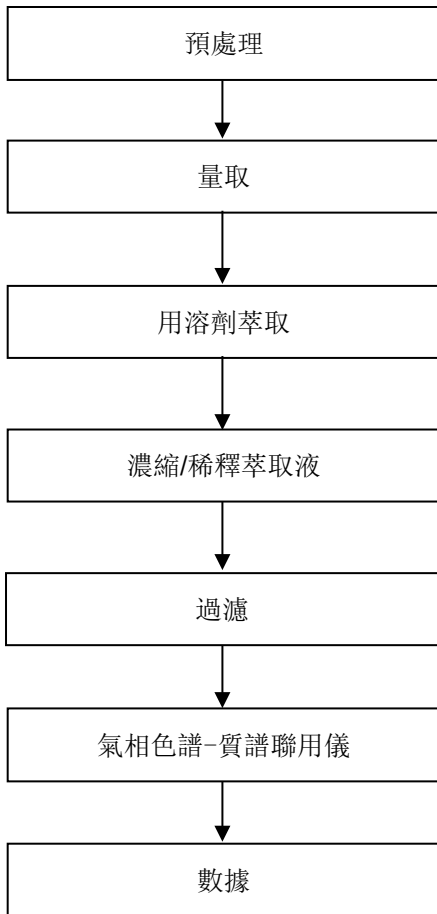 預處理
量取
用溶劑萃取
濃縮/稀釋萃取液
過濾
氣相色譜-質譜聯用儀
數據